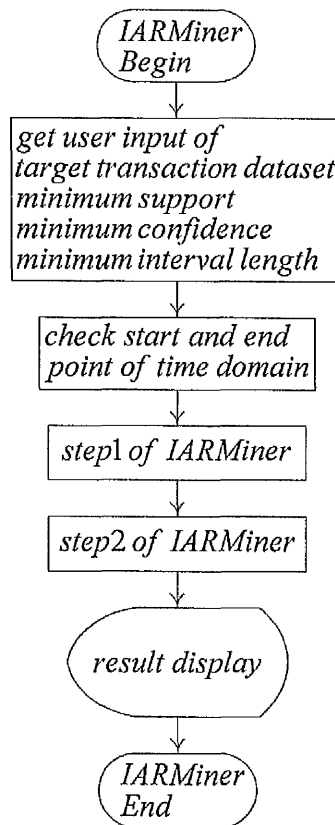 IARMiner
Begin
get user input of
target transaction dataset
minimum support
minimum confidence
minimum interval length
check start and end
point of time domain
step1 of IARMiner
step2 of IARMiner
result display
IARMiner
End